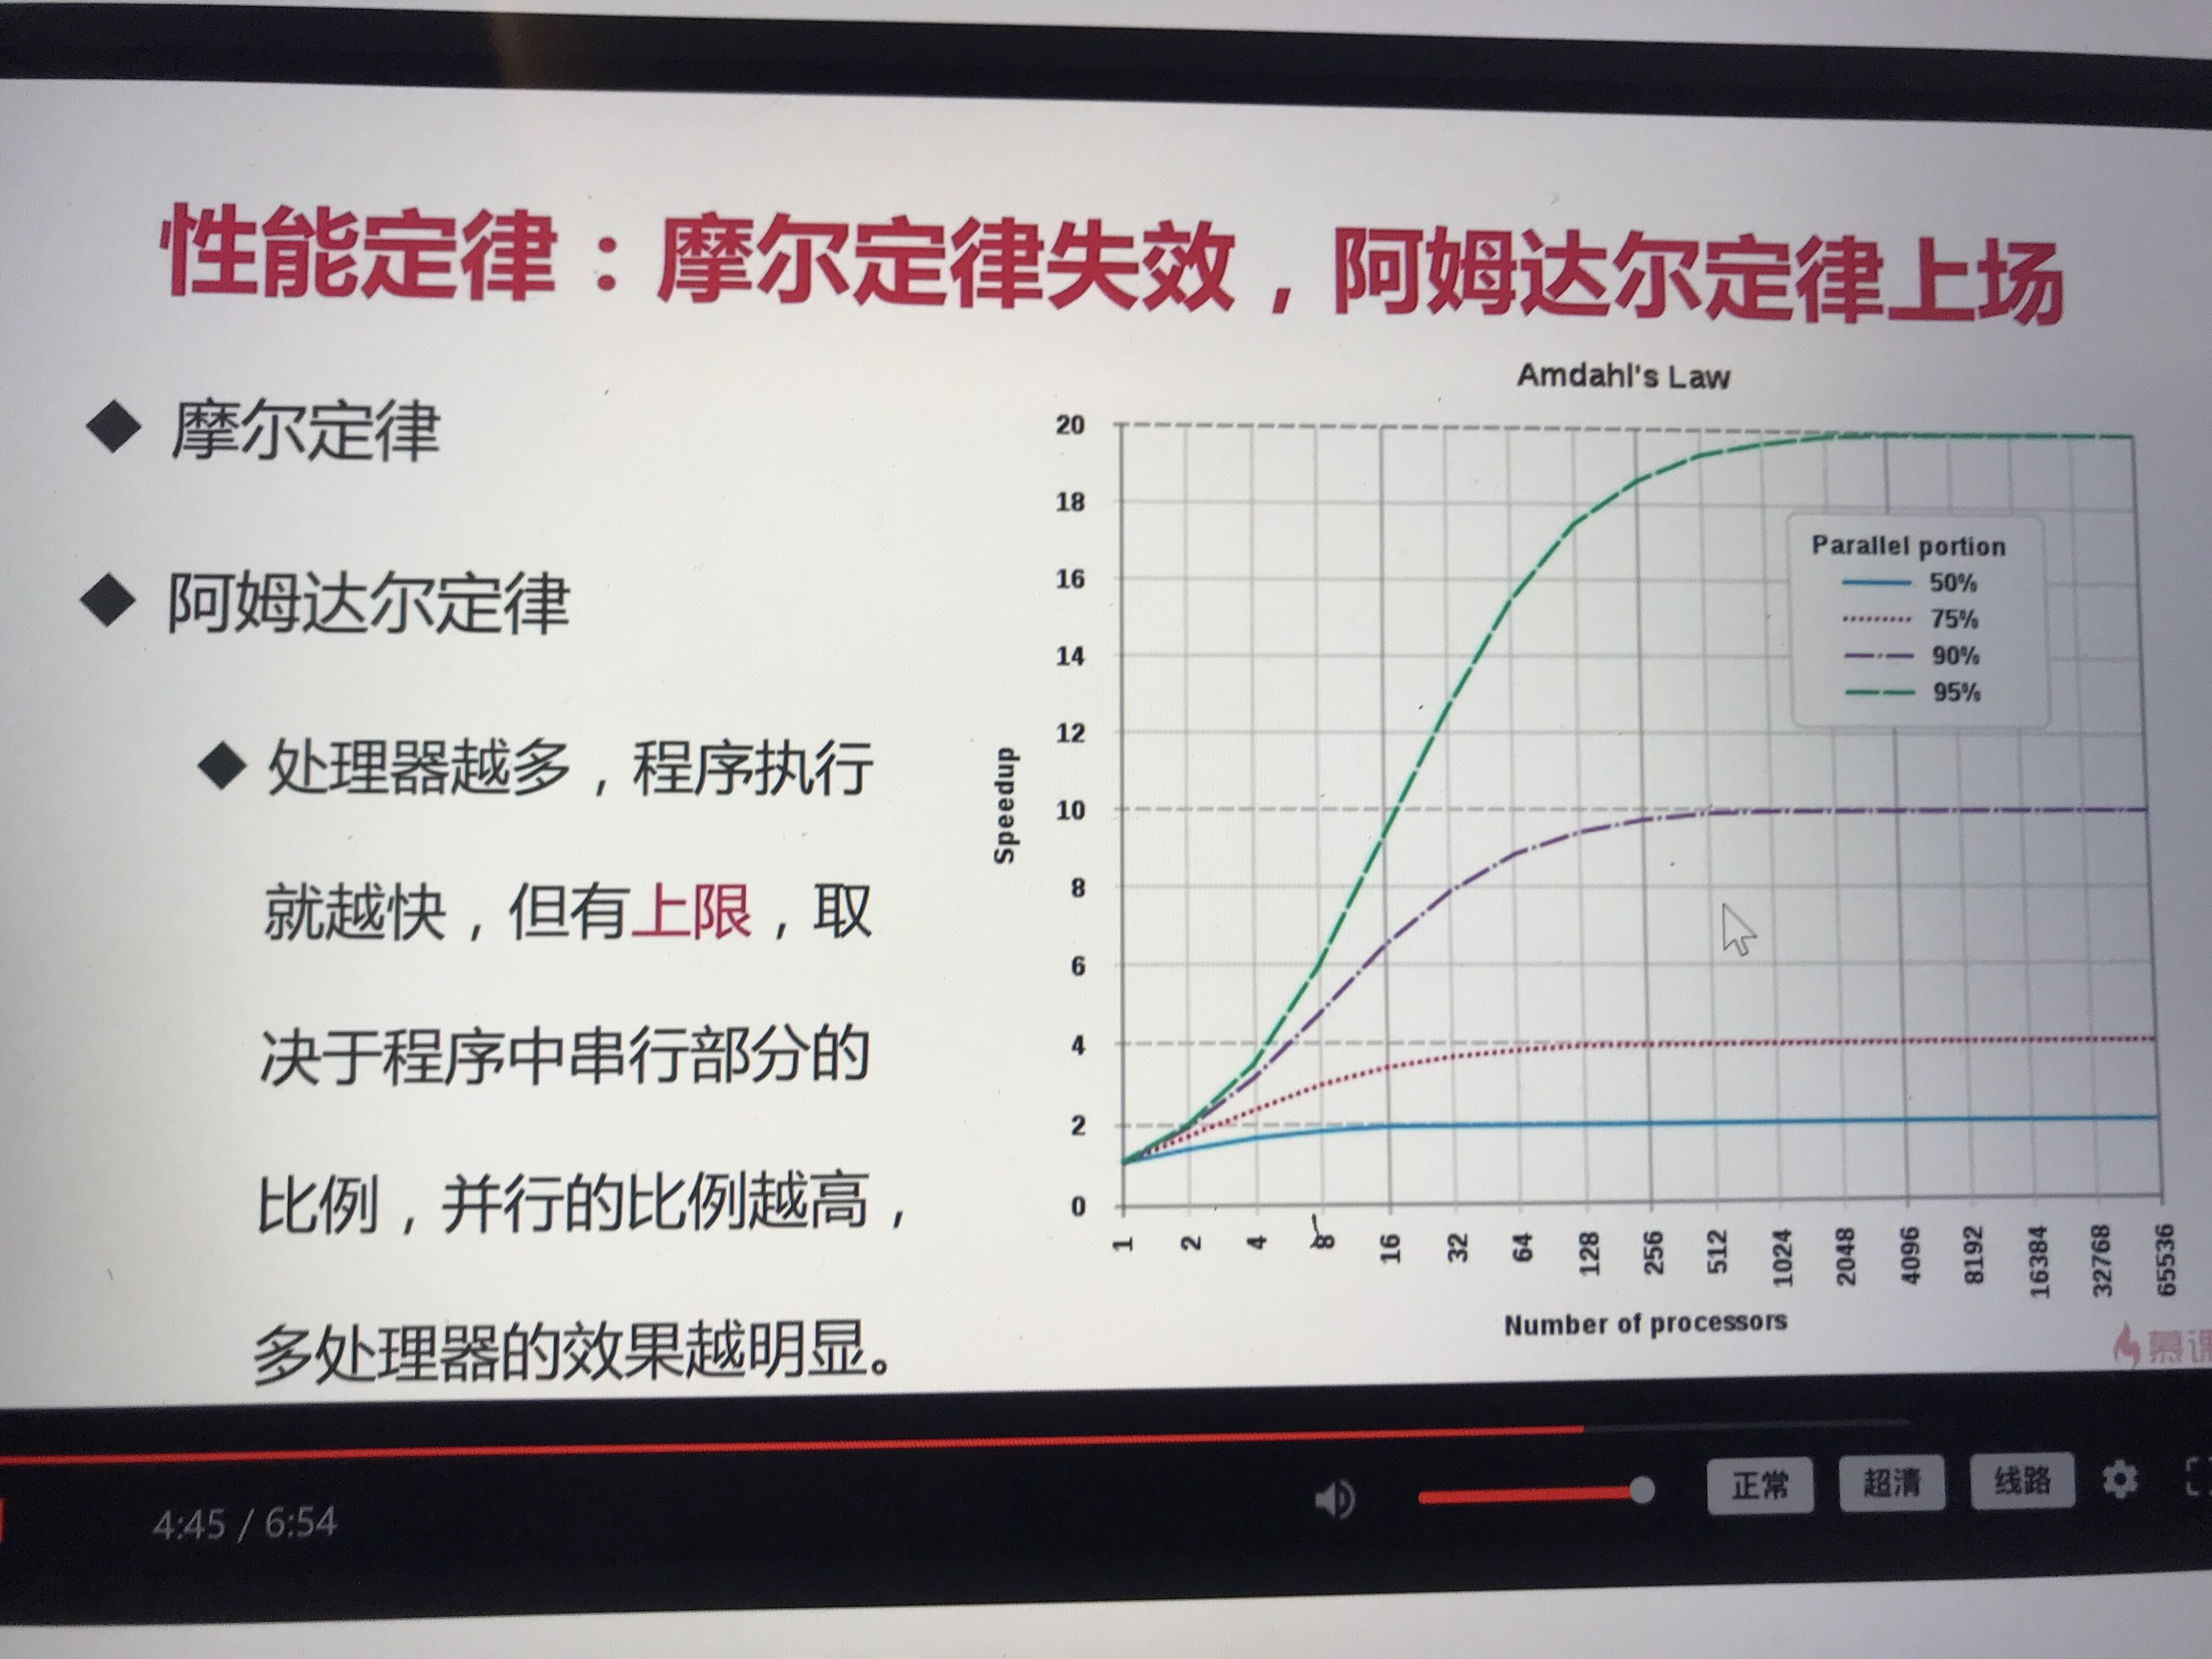 性能定律：摩尔定律失效，阿姆达尔定律上场
◆ 摩尔定律
◆ 阿姆达尔定律
◆ 处理器越多，程序执行
就越快，但有上限，取
决于程序中串行部分的
比例，并行的比例越高，
多处理器的效果越明显。
Amdahl's Law
20
18
16
14
12
10
8
6
4
2
0
Speedup
Parallel portion
50%
75%
90%
95%
1 2 4 8 16 32 64 128 256 512 1024 2048 4096 8192 16384 32768 65536
Number of processors
慕课
4:45 / 6:54
正常 超清 线路